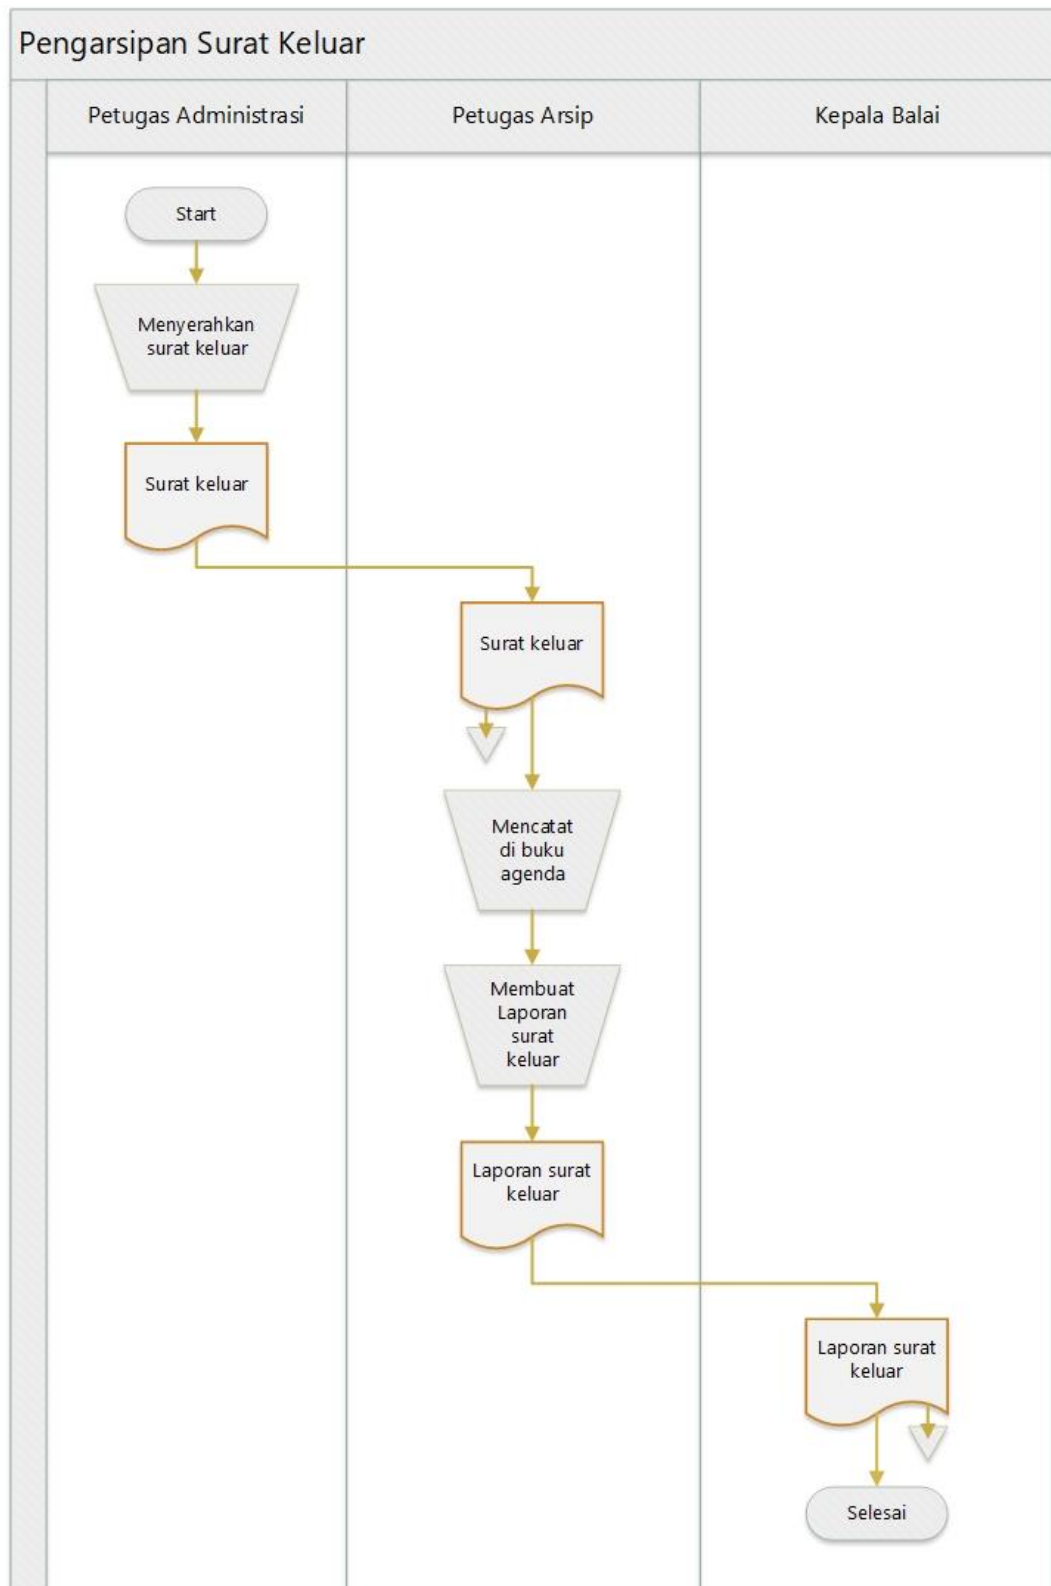 Pengarsipan Surat Keluar
Petugas Administrasi
Petugas Arsip
Kepala Balai
Start
Menyerahkan
surat keluar
Surat keluar
Surat keluar
Mencatat
di buku
agenda
Membuat
Laporan
surat
keluar
Laporan surat
keluar
Laporan surat
keluar
Selesai